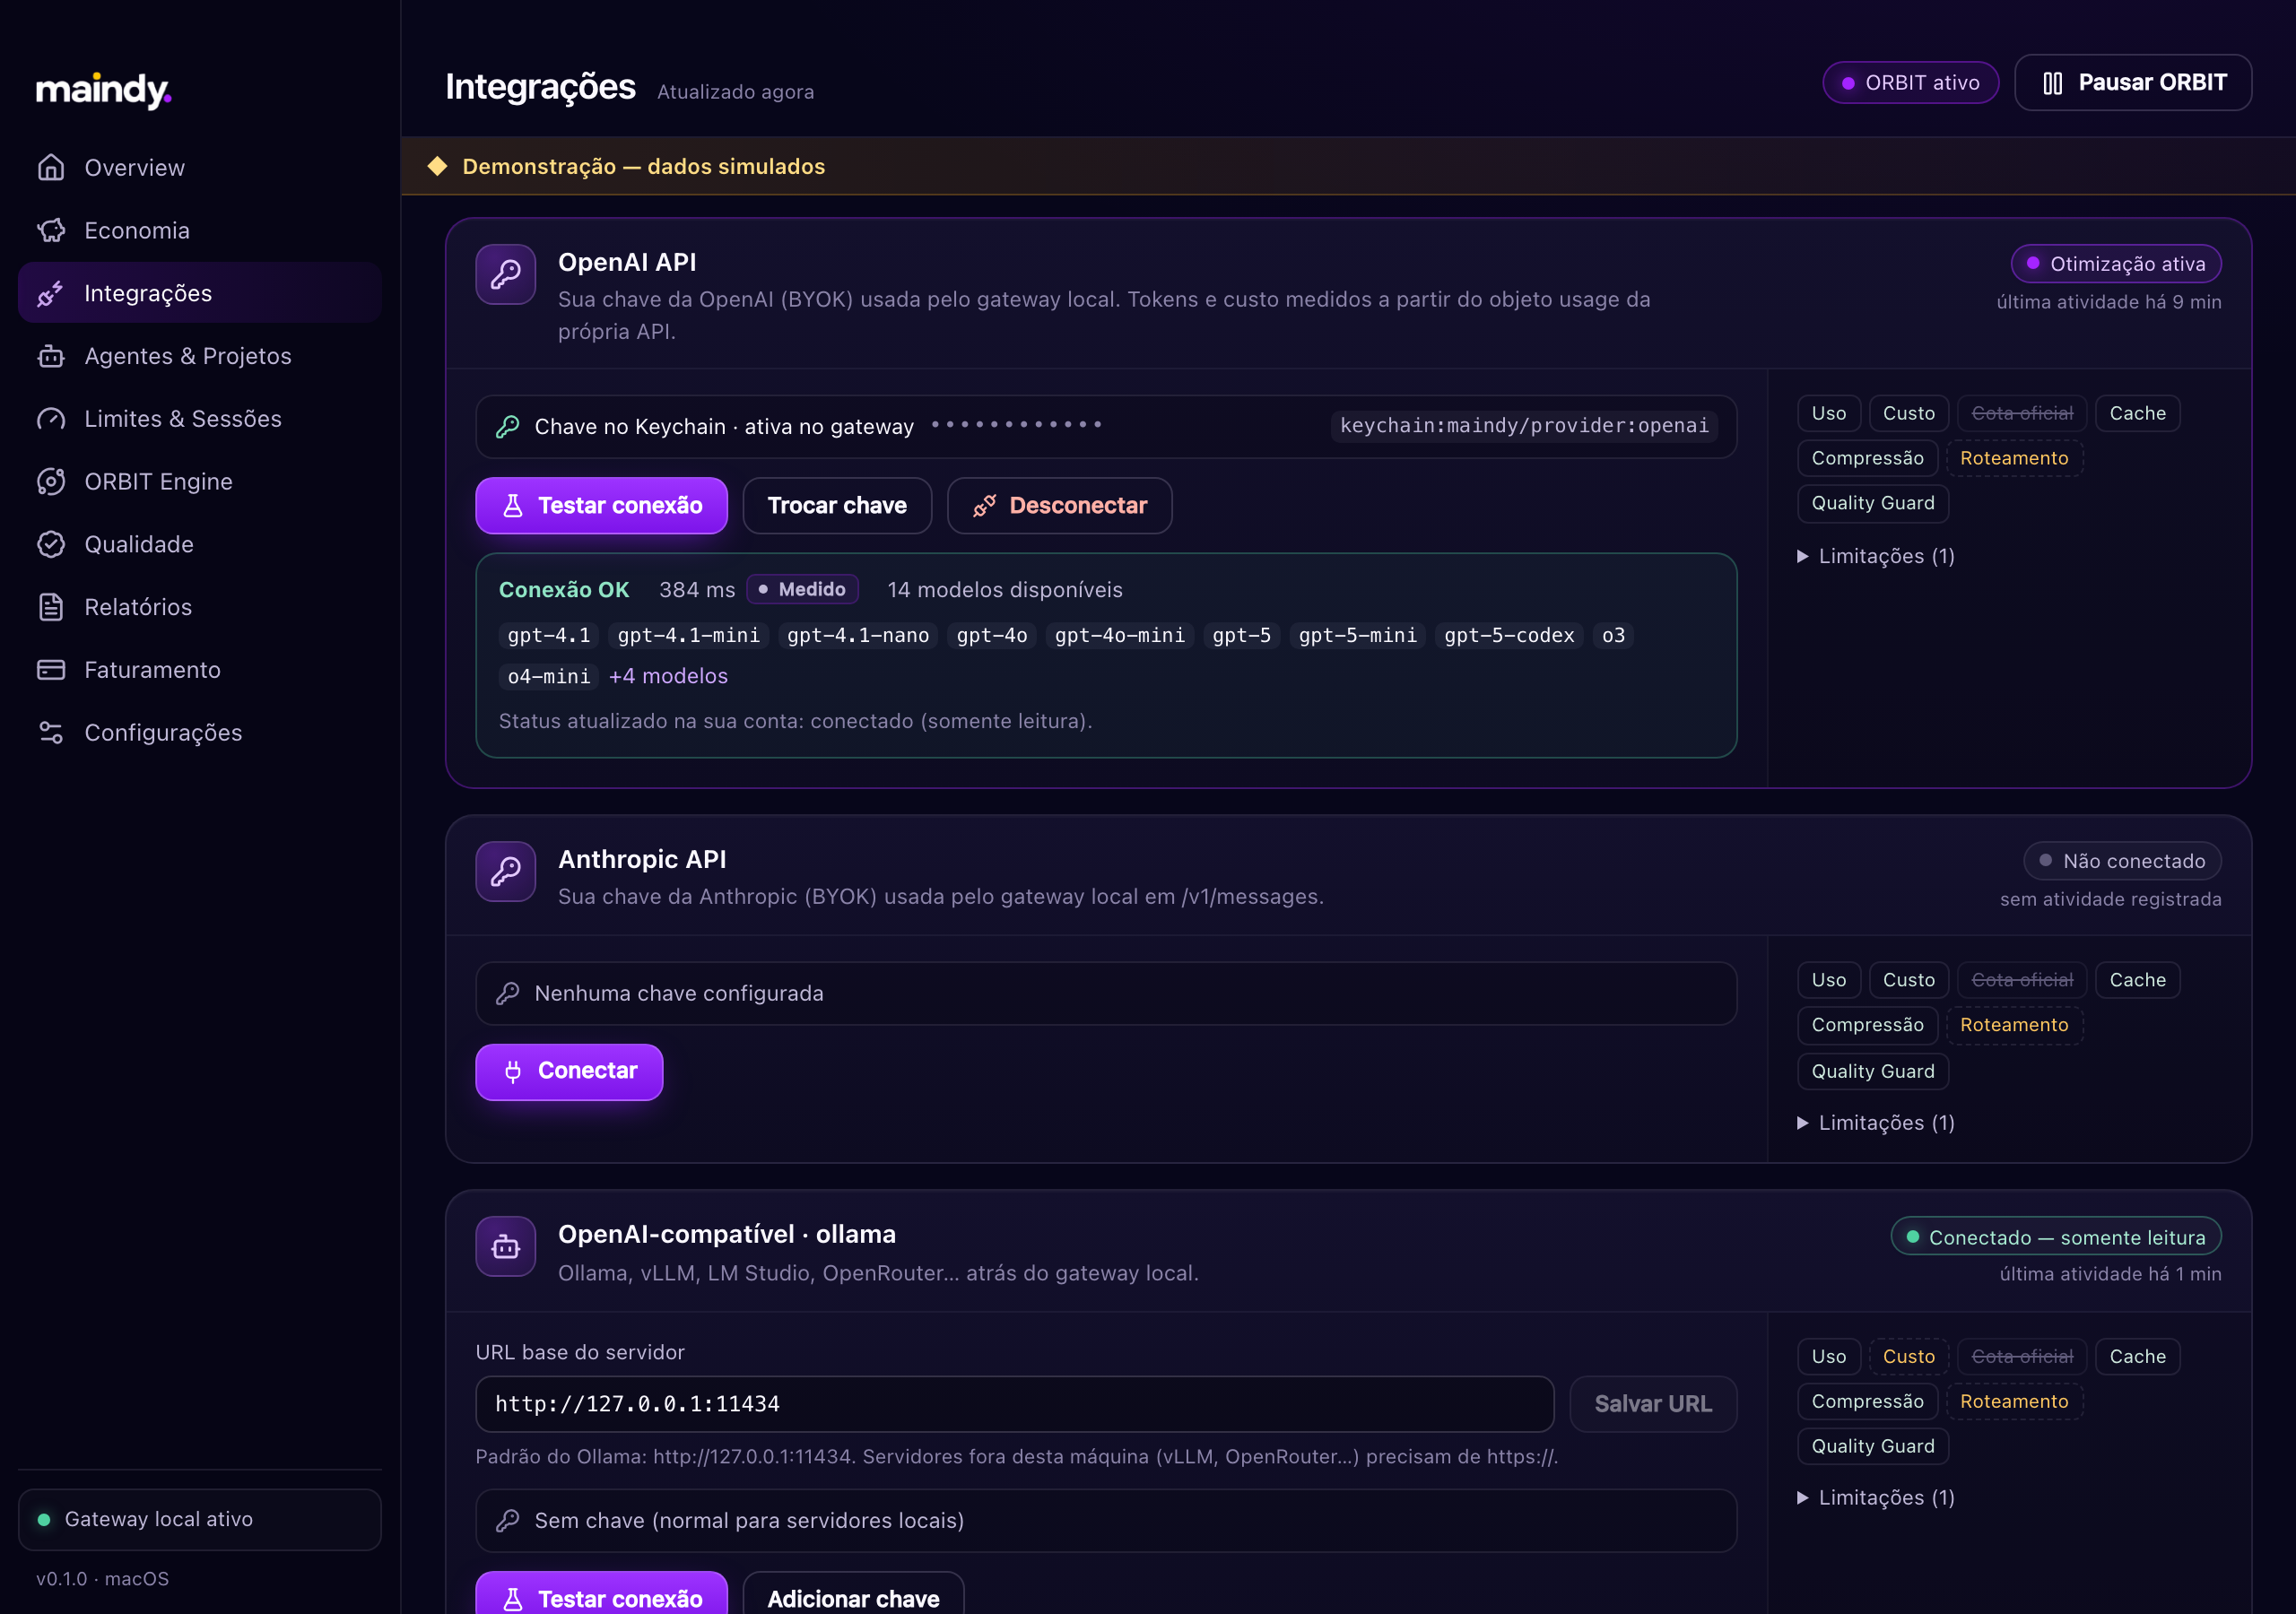 maindy.
Overview
Economia
Integrações
Agentes & Projetos
Limites & Sessões
ORBIT Engine
Qualidade
Relatórios
Faturamento
Configurações
Gateway local ativo
v0.1.0 · macOS
Integrações Atualizado agora
ORBIT ativo
Pausar ORBIT
Demonstração — dados simulados
OpenAI API
Sua chave da OpenAI (BYOK) usada pelo gateway local. Tokens e custo medidos a partir do objeto usage da
própria API.
Otimização ativa
última atividade há 9 min
Chave no Keychain · ativa no gateway •••••••••••• keychain:maindy/provider:openai
Testar conexão Trocar chave Desconectar
Conexão OK 384 ms Medido 14 modelos disponíveis
gpt-4.1 gpt-4.1-mini gpt-4.1-nano gpt-4o gpt-4o-mini gpt-5 gpt-5-mini gpt-5-codex o3
o4-mini +4 modelos
Status atualizado na sua conta: conectado (somente leitura).
Uso Custo Cota oficial Cache
Compressão Roteamento
Quality Guard
Limitações (1)
Anthropic API
Sua chave da Anthropic (BYOK) usada pelo gateway local em /v1/messages.
Não conectado
sem atividade registrada
Nenhuma chave configurada
Conectar
Uso Custo Cota oficial Cache
Compressão Roteamento
Quality Guard
Limitações (1)
OpenAI-compatível · ollama
Ollama, vLLM, LM Studio, OpenRouter… atrás do gateway local.
Conectado — somente leitura
última atividade há 1 min
URL base do servidor
http://127.0.0.1:11434 Salvar URL
Padrão do Ollama: http://127.0.0.1:11434. Servidores fora desta máquina (vLLM, OpenRouter…) precisam de https://.
Sem chave (normal para servidores locais)
Testar conexão Adicionar chave
Uso Custo Cota oficial Cache
Compressão Roteamento
Quality Guard
Limitações (1)